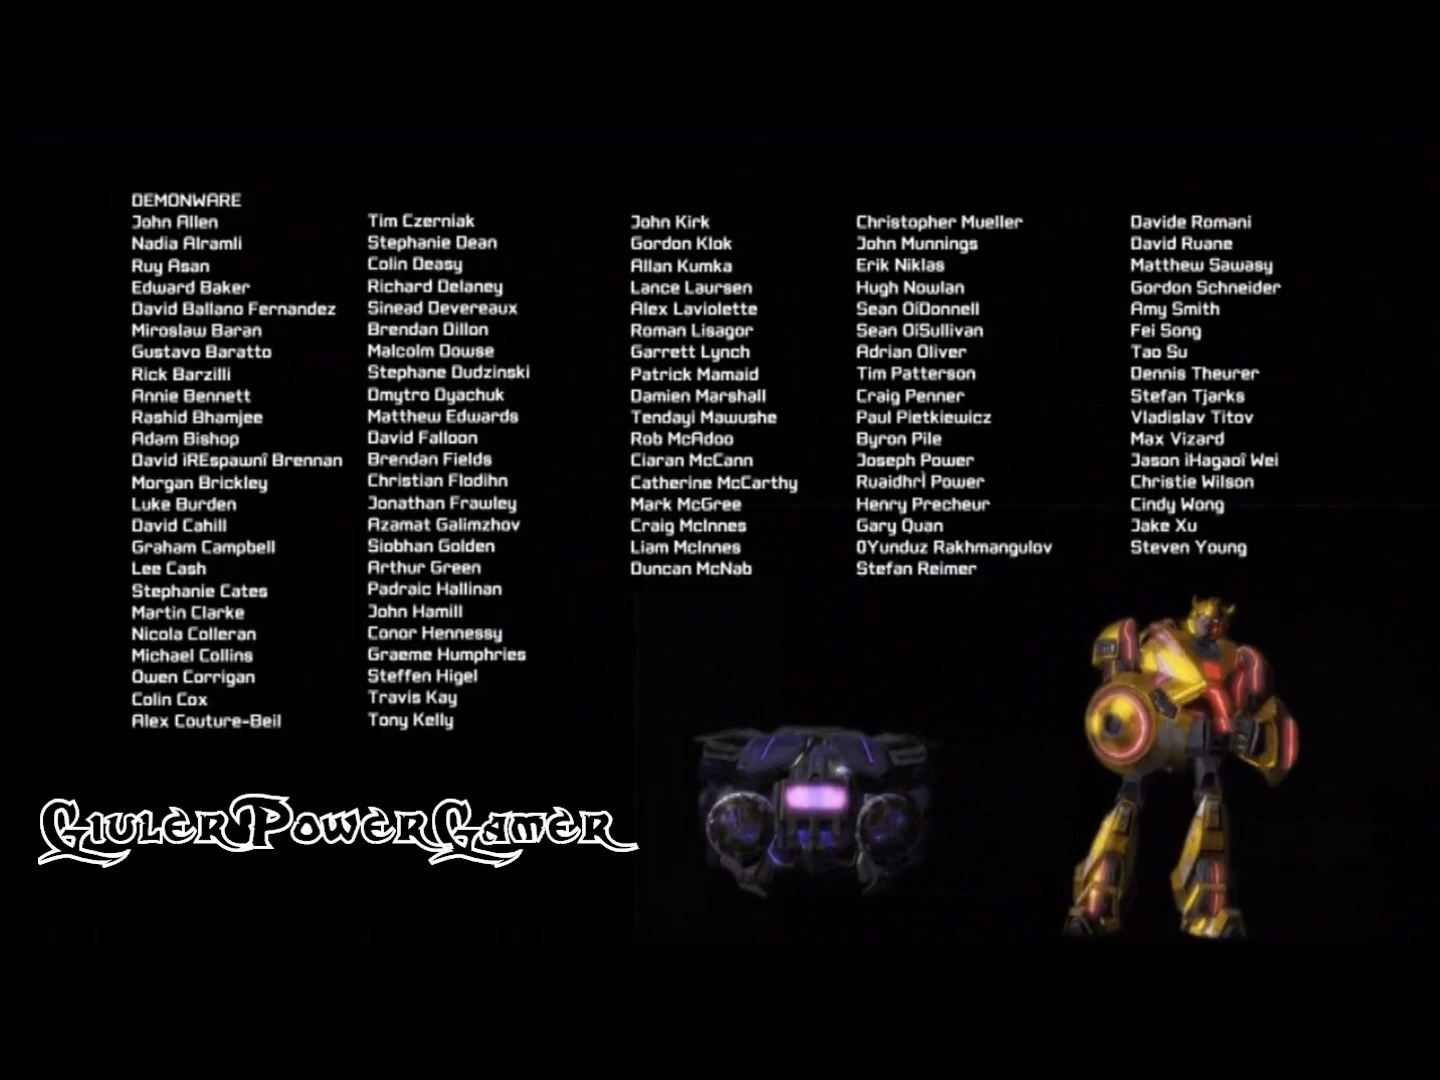 DEMONWARE
John Allen
Nadia Alramli
Ruy Asan
Edward Baker
David Ballano Fernandez
Miroslaw Baran
Gustavo Baratto
Rick Barzilli
Annie Bennett
Rashid Bhamjee
Adam Bishop
David ìREspawnî Brennan
Morgan Brickley
Luke Burden
David Cahill
Graham Campbell
Lee Cash
Stephanie Cates
Martin Clarke
Nicola Colleran
Michael Collins
Owen Corrigan
Colin Cox
Alex Couture-Beil
Tim Czerniak
Stephanie Dean
Colin Deasy
Richard Delaney
Sinead Devereaux
Brendan Dillon
Malcolm Dowse
Stephane Dudzinski
Dmytro Dyachuk
Matthew Edwards
David Falloon
Brendan Fields
Christian Flodihn
Jonathan Frawley
Azamat Galimzhov
Siobhan Golden
Arthur Green
Padraic Hallinan
John Hamill
Conor Hennessy
Graeme Humphries
Steffen Higel
Travis Kay
Tony Kelly
John Kirk
Gordon Klok
Allan Kumka
Lance Laursen
Alex Laviolette
Roman Lisagor
Garrett Lynch
Patrick Mamaid
Damien Marshall
Tendayi Mawushe
Rob McAdoo
Ciaran McCann
Catherine McCarthy
Mark McGree
Craig McInnes
Liam McInnes
Duncan McNab
Christopher Mueller
John Munnings
Erik Niklas
Hugh Nowlan
Sean OíDonnell
Sean OíSullivan
Adrian Oliver
Tim Patterson
Craig Penner
Paul Pietkiewicz
Byron Pile
Joseph Power
Ruaidhrì Power
Henry Precheur
Gary Quan
0Yunduz Rakhmangulov
Stefan Reimer
Davide Romani
David Ruane
Matthew Sawasy
Gordon Schneider
Amy Smith
Fei Song
Tao Su
Dennis Theurer
Stefan Tjarks
Vladislav Titov
Max Vizard
Jason ìHagaoî Wei
Christie Wilson
Cindy Wong
Jake Xu
Steven Young
GiulerPowerGamer